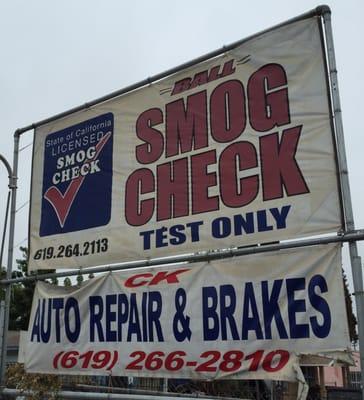 BALL
State of California
LICENSED
SMOG
CHECK
SMOG
CHECK
TEST ONLY
619.264.2113
CK
AUTO REPAIR & BRAKES
(619) 266-2810